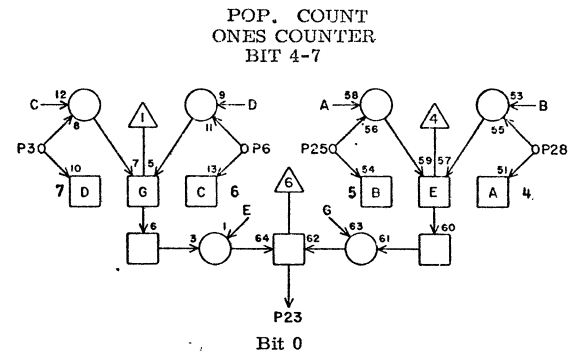 POP. COUNT
ONES COUNTER
BIT 4-7
12 9 58 53
C 1 D A 4 B
8 11 56 55
P3 P6 P25 P28
10 7 5 13 54 59 57 51
7 D G C 6 5 B E A 4
6 6 60
E G
3 1 64 62 63 61
P23
Bit 0